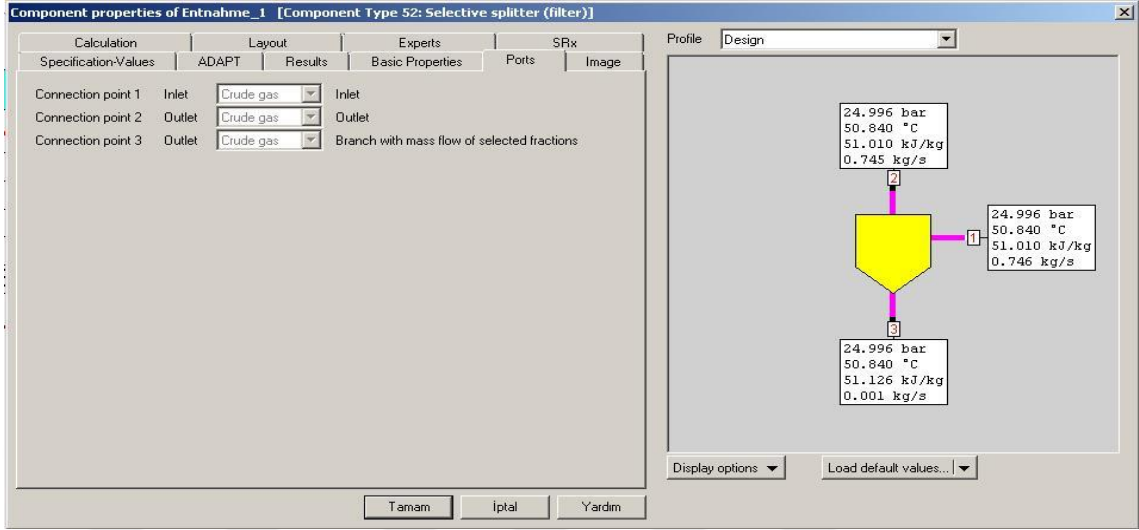 Component properties of Entnahme_1 [Component Type 52: Selective splitter (filter)]
Calculation Layout Experts SRx
Specification-Values ADAPT Results Basic Properties Ports Image
Connection point 1 Inlet Crude gas Inlet
Connection point 2 Outlet Crude gas Outlet
Connection point 3 Outlet Crude gas Branch with mass flow of selected fractions
Profile Design
24.996 bar
50.840 °C
51.010 kJ/kg
0.745 kg/s
2
1
24.996 bar
50.840 °C
51.010 kJ/kg
0.746 kg/s
3
24.996 bar
50.840 °C
51.126 kJ/kg
0.001 kg/s
Display options Load default values...
Tamam İptal Yardım